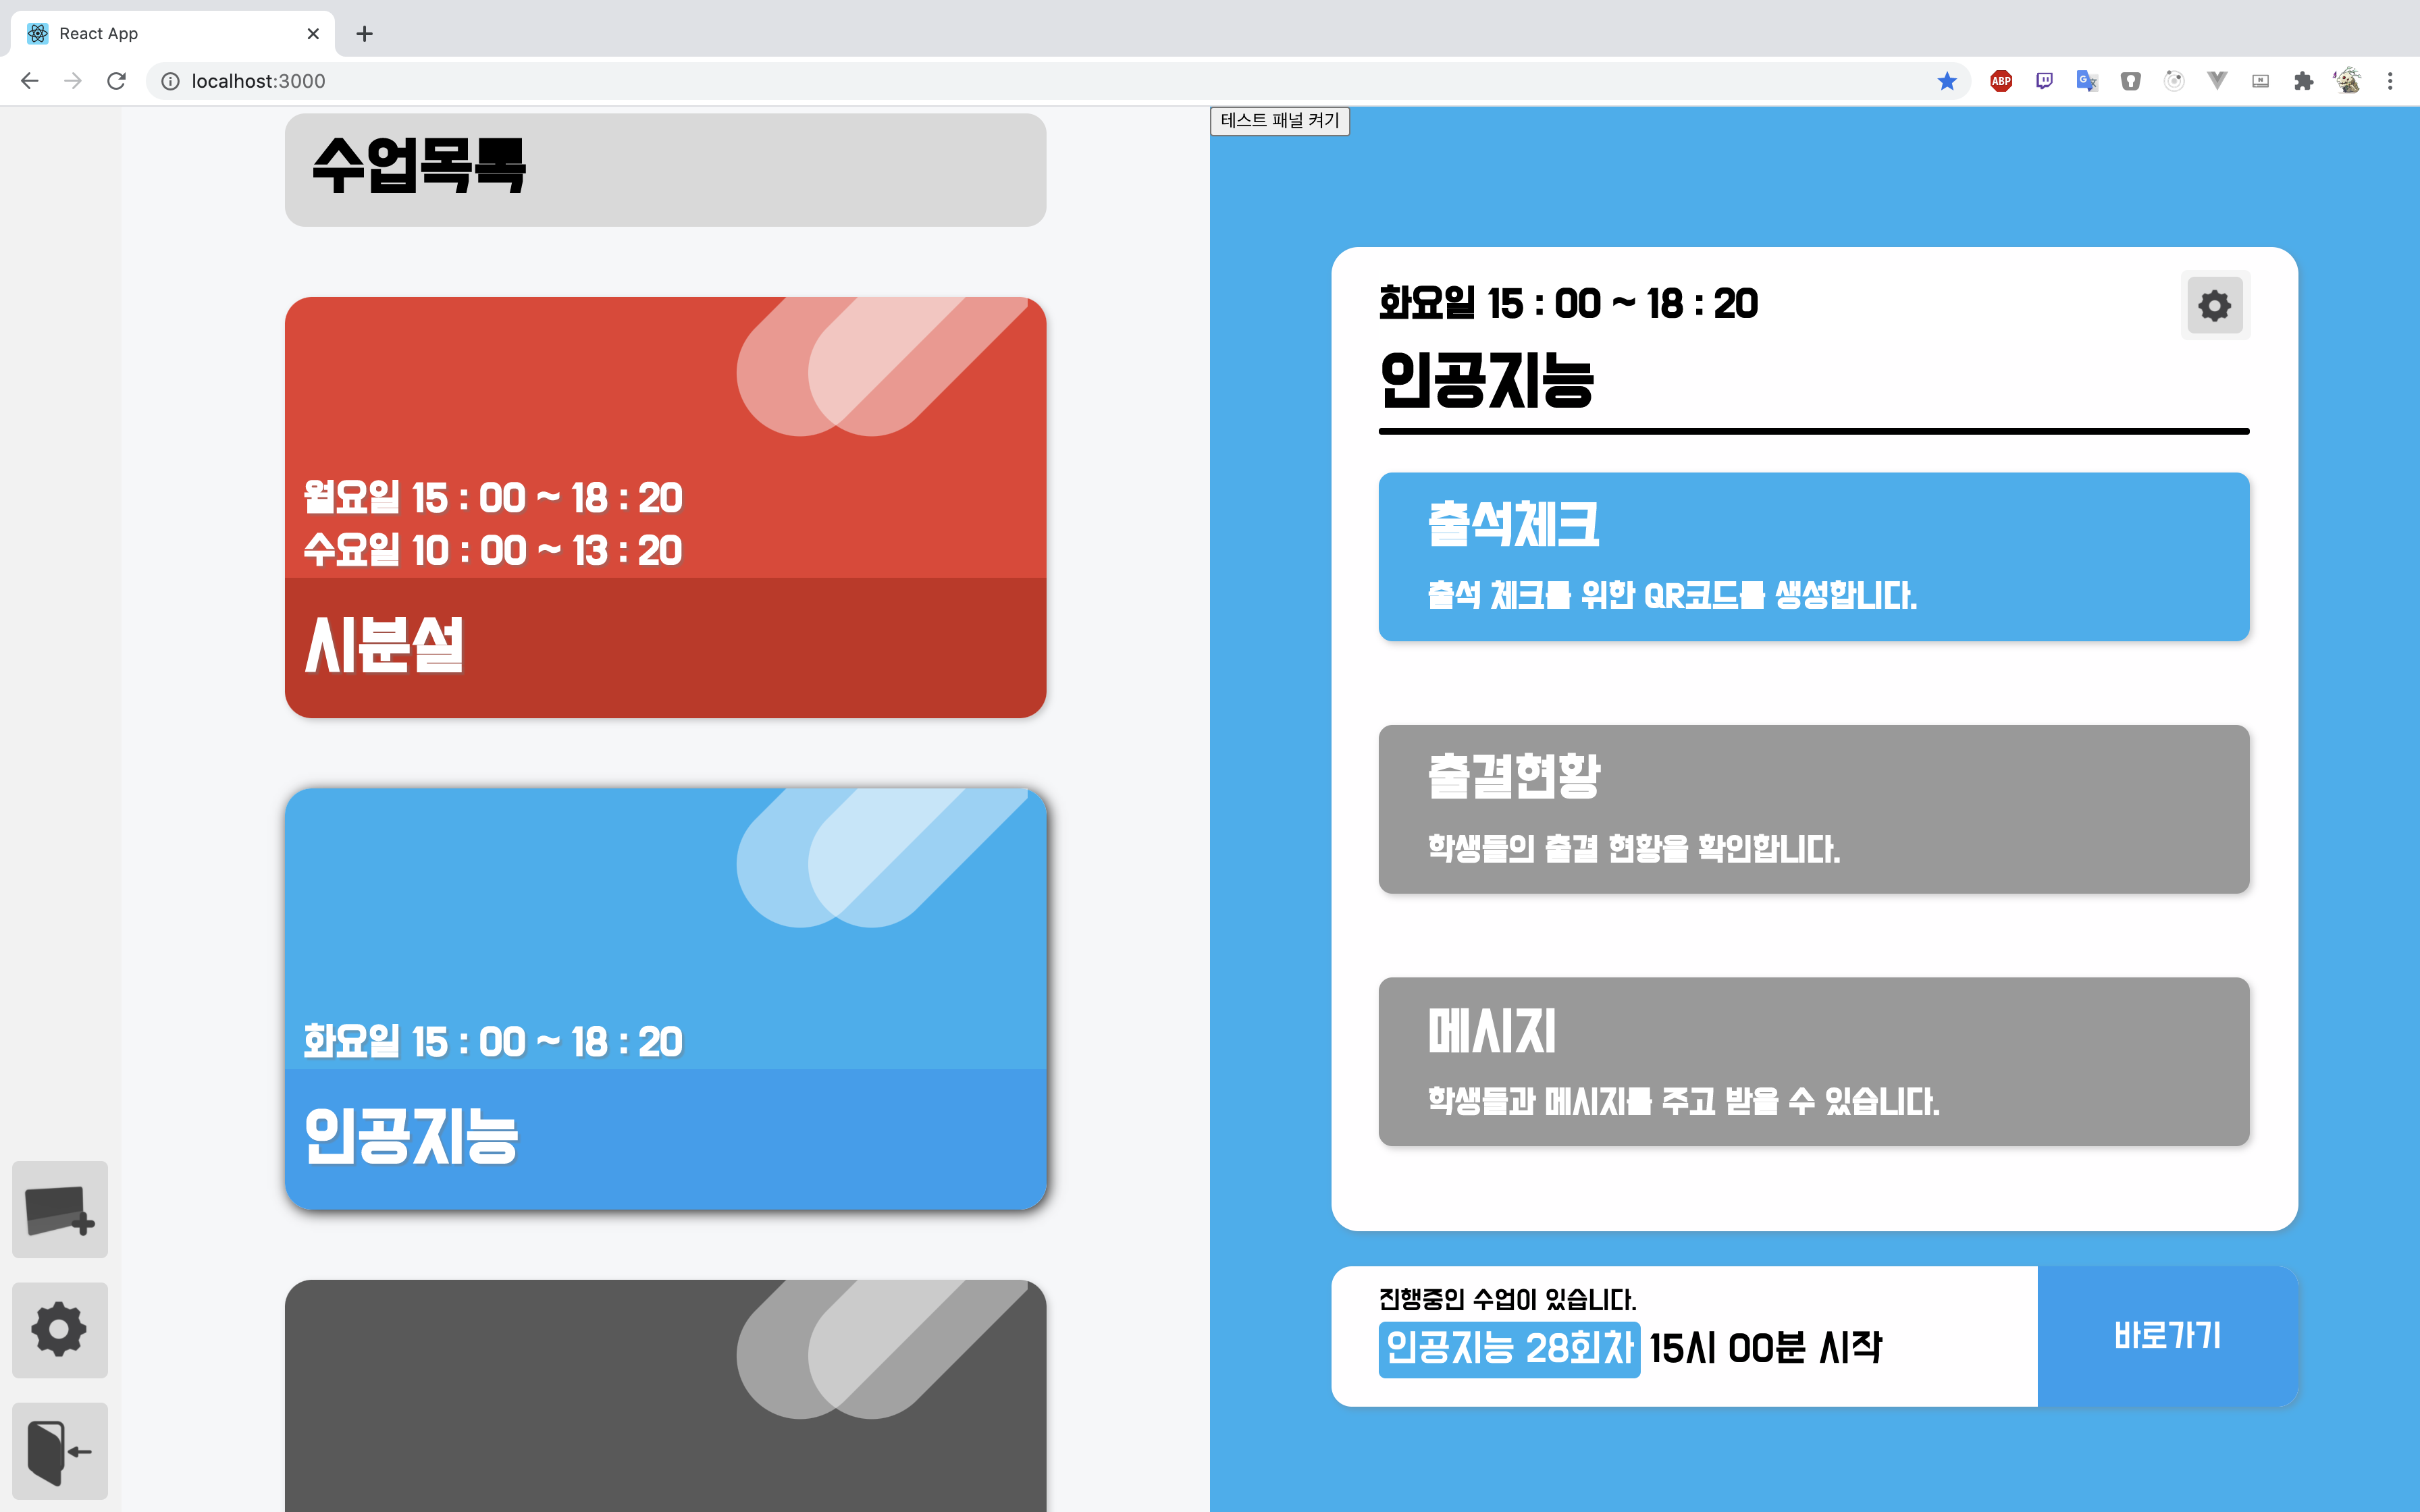 React App
localhost:3000
ABP
테스트 패널 켜기
수업목록
월요일 15 : 00 ~ 18 : 20
수요일 10 : 00 ~ 13 : 20
시분설
화요일 15 : 00 ~ 18 : 20
인공지능
화요일 15 : 00 ~ 18 : 20
인공지능
출석체크
출석 체크를 위한 QR코드를 생성합니다.
출결현황
학생들의 출결 현황을 확인합니다.
메시지
학생들과 메시지를 주고 받을 수 있습니다.
진행중인 수업이 있습니다.
인공지능 28회차 15시 00분 시작
바로가기